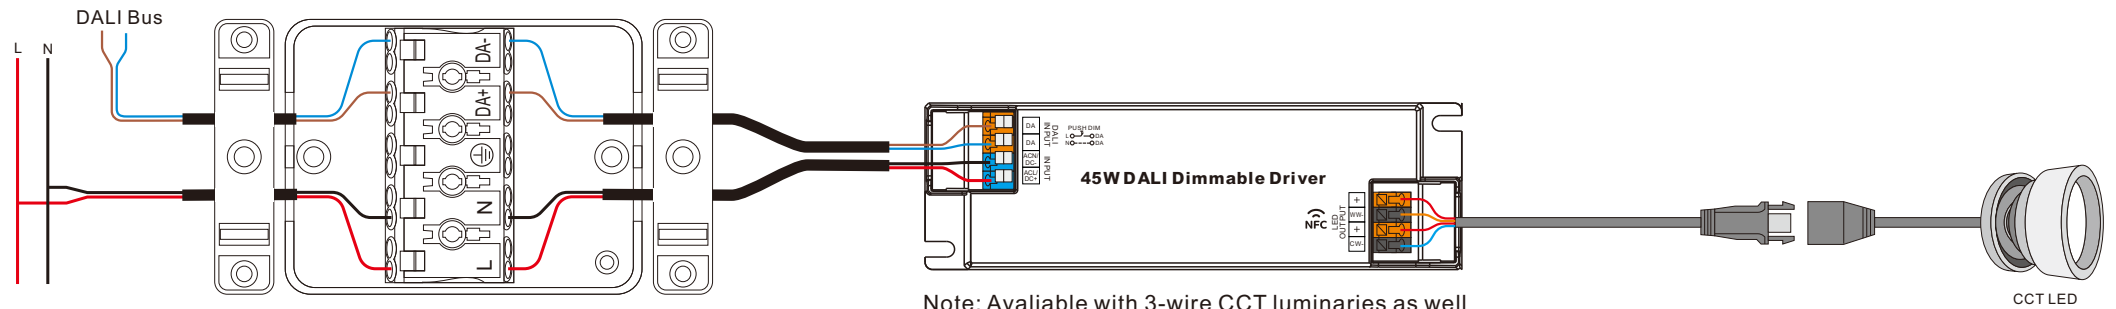 DALI Bus
L N
DA-
DA+
N
L
DA
DA
ACN/
DC-
ACL/
DC+
DALI
INPUT
INPUT
PUSH DIM
L DA
N DA
45W DALI Dimmable Driver
NFC
LED
OUTPUT
+
WW-
+
CW-
Note: Avaliable with 3-wire CCT luminaries as well
CCT LED